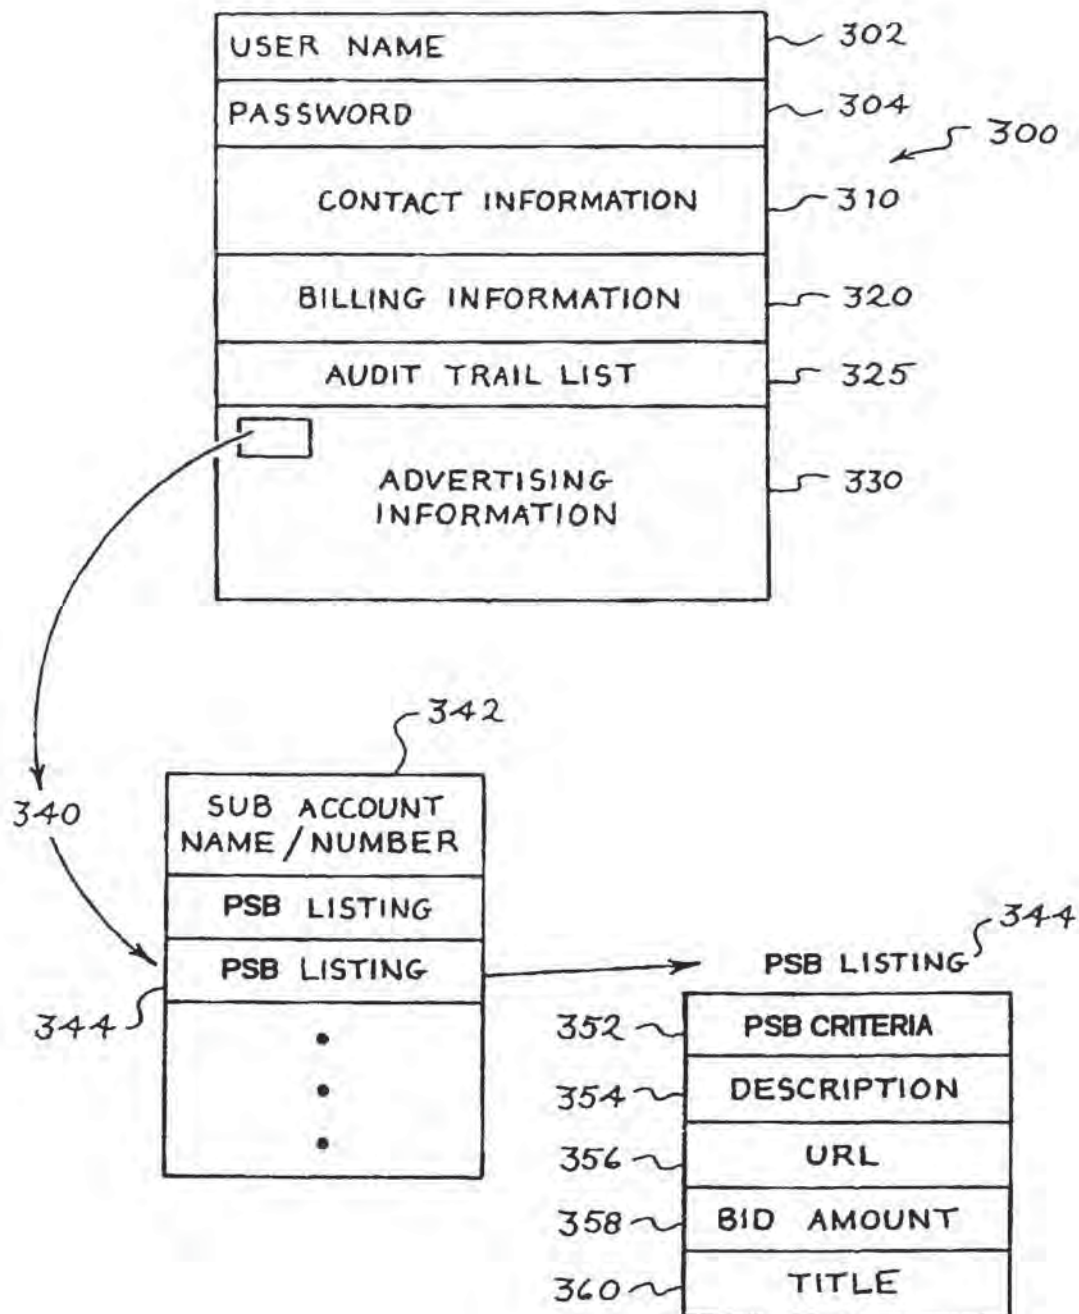 USER NAME
302
PASSWORD
304
300
CONTACT INFORMATION
310
BILLING INFORMATION
320
AUDIT TRAIL LIST
325
ADVERTISING
INFORMATION
330
342
340
SUB ACCOUNT
NAME/NUMBER
PSB LISTING
PSB LISTING
344
PSB LISTING
344
352
PSB CRITERIA
354
DESCRIPTION
356
URL
358
BID AMOUNT
360
TITLE